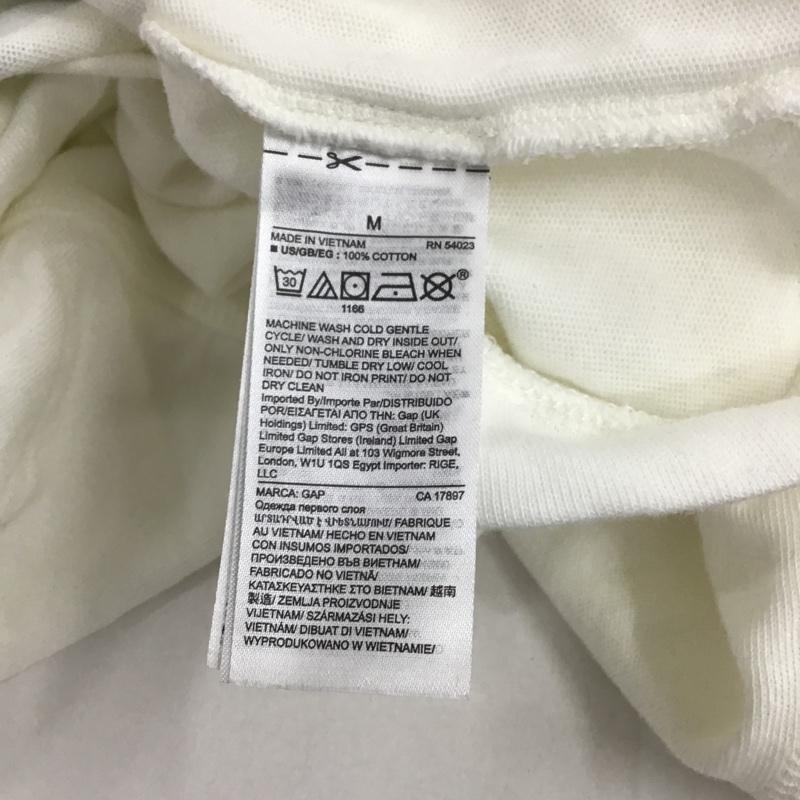 M
MADE IN VIETNAM RN 54023
■ US/GB/EG : 100% COTTON
30 ®
1166
MACHINE WASH COLD GENTLE
CYCLE/ WASH AND DRY INSIDE OUT/
ONLY NON-CHLORINE BLEACH WHEN
NEEDED/ TUMBLE DRY LOW/ COOL
IRON/ DO NOT IRON PRINT/ DO NOT
DRY CLEAN
Imported By/Importe Par/DISTRIBUIDO
POR/ΕΙΣΑΓΕΤΑΙ ΑΠΟ ΤΗΝ: Gap (UK
Holdings) Limited: GPS (Great Britain)
Limited Gap Stores (Ireland) Limited Gap
Europe Limited All at 103 Wigmore Street,
London, W1U 1QS Egypt Importer: RIGE,
LLC
MARCA: GAP CA 17897
Одежда первого слоя
ԱՐՏԱԴՐՎԱԾ Է ՎԻԵՏՆԱՄՈՒՄ/ FABRIQUE
AU VIETNAM/ HECHO EN VIETNAM
CON INSUMOS IMPORTADOS/
ПРОИЗВЕДЕНО ВЪВ ВИЕТНАМ/
FABRICADO NO VIETNÃ/
ΚΑΤΑΣΚΕΥΑΣΤΗΚΕ ΣΤΟ ΒΙΕΤΝΑΜ/ 越南
製造/ ZEMLJA PROIZVODNJE
VIJETNAM/ SZÁRMAZÁSI HELY:
VIETNÁM/ DIBUAT DI VIETNAM/
WYPRODUKOWANO W WIETNAMIE/